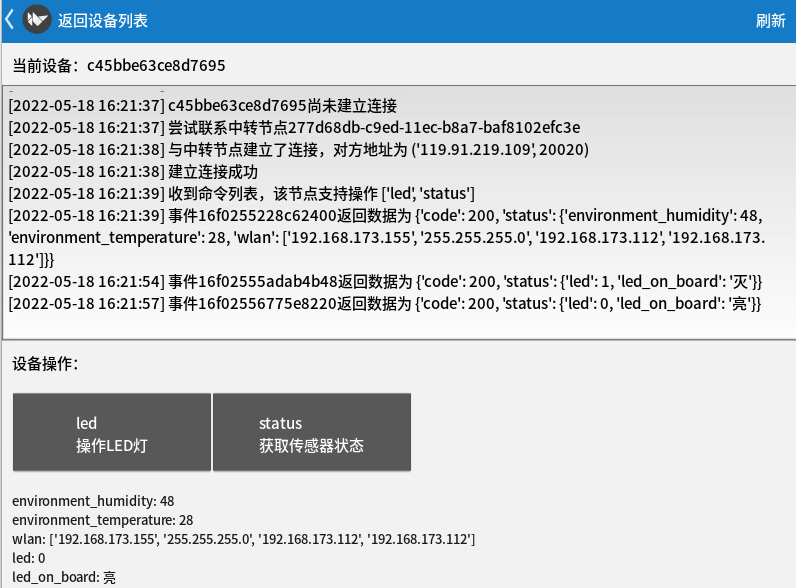 返回设备列表
刷新
当前设备：c45bbe63ce8d7695
[2022-05-18 16:21:37] c45bbe63ce8d7695尚未建立连接
[2022-05-18 16:21:37] 尝试联系中转节点277d68db-c9ed-11ec-b8a7-baf8102efc3e
[2022-05-18 16:21:38] 与中转节点建立了连接，对方地址为 ('119.91.219.109', 20020)
[2022-05-18 16:21:38] 建立连接成功
[2022-05-18 16:21:39] 收到命令列表，该节点支持操作 ['led', 'status']
[2022-05-18 16:21:39] 事件16f0255228c62400返回数据为 {'code': 200, 'status': {'environment_humidity': 48,
'environment_temperature': 28, 'wlan': ['192.168.173.155', '255.255.255.0', '192.168.173.112', '192.168.173.
112']}}
[2022-05-18 16:21:54] 事件16f02555adab4b48返回数据为 {'code': 200, 'status': {'led': 1, 'led_on_board': '灭'}}
[2022-05-18 16:21:57] 事件16f02556775e8220返回数据为 {'code': 200, 'status': {'led': 0, 'led_on_board': '亮'}}
设备操作：
led
操作LED灯
status
获取传感器状态
environment_humidity: 48
environment_temperature: 28
wlan: ['192.168.173.155', '255.255.255.0', '192.168.173.112', '192.168.173.112']
led: 0
led_on_board: 亮